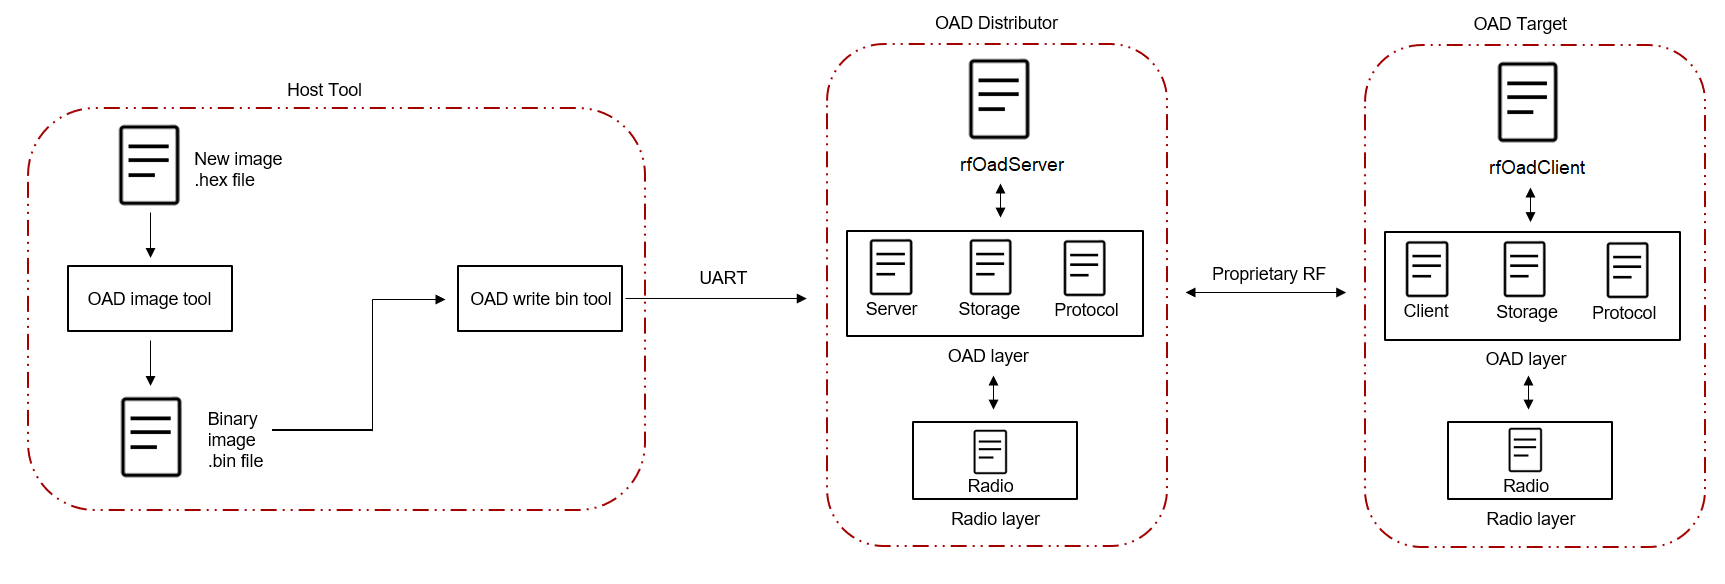 Host Tool
New image
.hex file
OAD image tool
Binary
image
.bin file
OAD write bin tool
UART
OAD Distributor
rfOadServer
Server
Storage
Protocol
OAD layer
Radio
Radio layer
Proprietary RF
OAD Target
rfOadClient
Client
Storage
Protocol
OAD layer
Radio
Radio layer